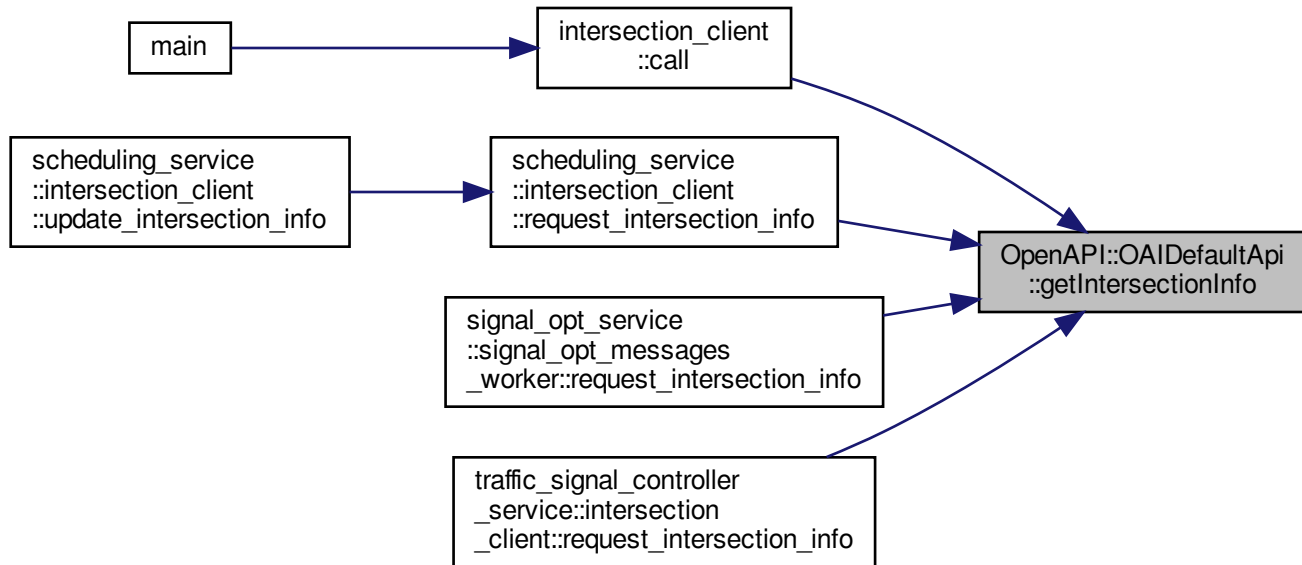 main
intersection_client
::call
scheduling_service
::intersection_client
::update_intersection_info
scheduling_service
::intersection_client
::request_intersection_info
OpenAPI::OAIDefaultApi
::getIntersectionInfo
signal_opt_service
::signal_opt_messages
_worker::request_intersection_info
traffic_signal_controller
_service::intersection
_client::request_intersection_info